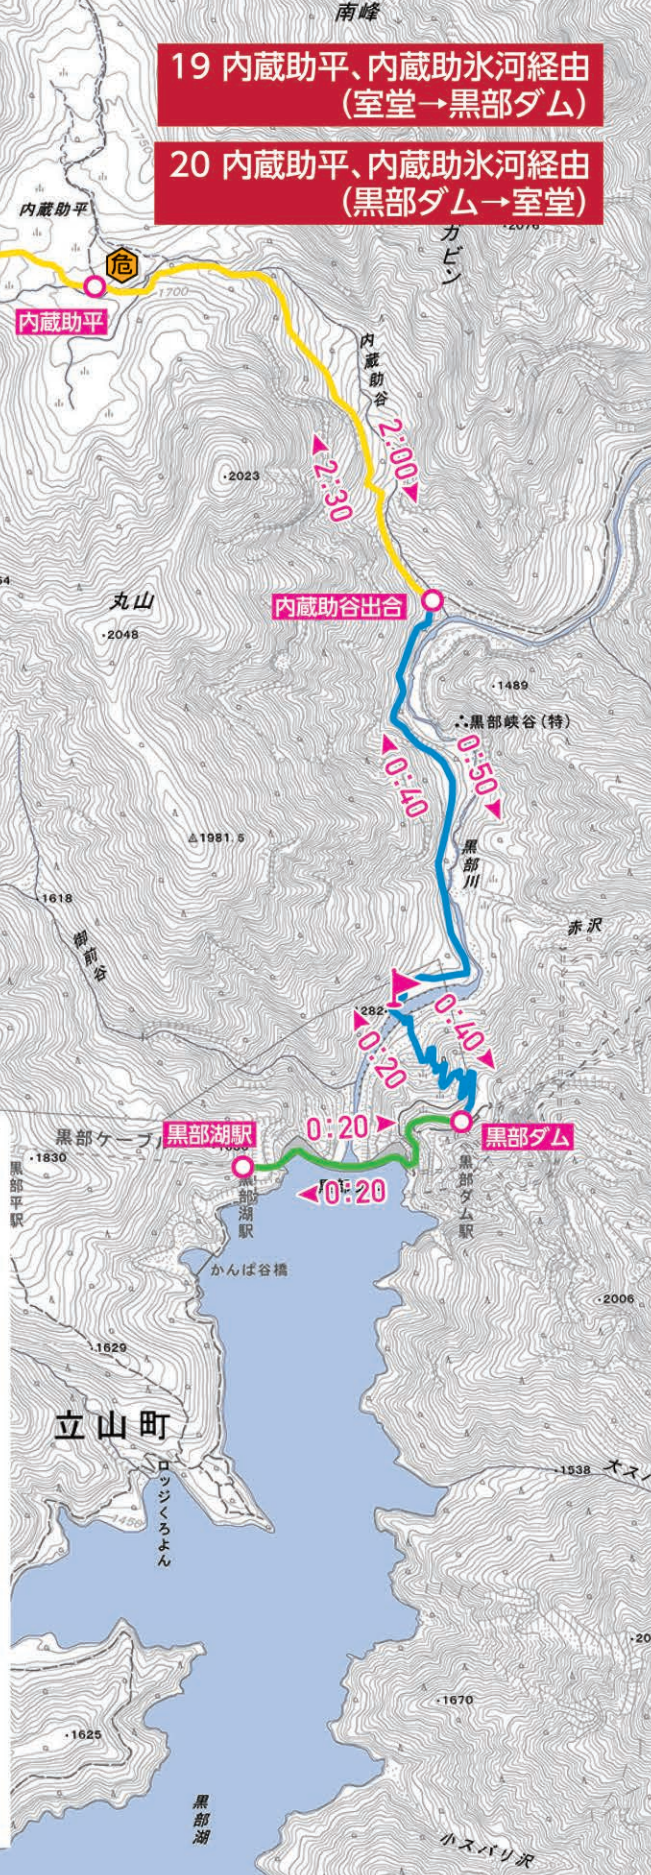 南峰
19 内蔵助平、内蔵助氷河経由
(室堂→黒部ダム)
20 内蔵助平、内蔵助氷河経由
(黒部ダム→室堂)
1750
内蔵助平
危
内蔵助平
1700
ガビン
内蔵助谷
2:00
2:30
・2023
丸山
・2048
内蔵助谷出合
・1489
∴黒部峡谷(特)
0:50
0:40
黒部川
△1981.5
・1618
御前谷
赤沢
282
0:40
0:20
0:20
黒部湖駅
黒部ダム
黒部ケーブル
・1830
黒部平駅
0:20
黒部湖駅
黒部ダム駅
かんぱ谷橋
・2006
・1629
立山町
ロッジくろよん
・1538
大ス
・1670
・1625
黒部湖
小スバリ沢